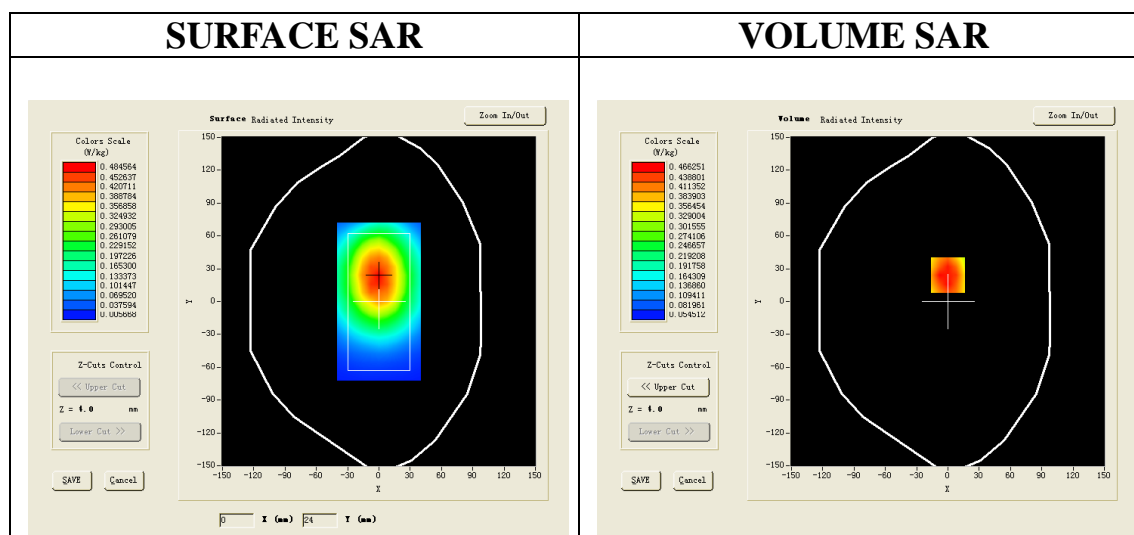 SURFACE SAR
VOLUME SAR
Surface Radiated Intensity
Zoom In/Out
Colors Scale
(W/kg)
0.484564
0.452637
0.420711
0.388784
0.356858
0.324932
0.293005
0.261079
0.229152
0.197226
0.165300
0.133373
0.101447
0.069520
0.037594
0.005668
150
120
90
60
30
0
-30
-60
-90
-120
-150
Y
-150 -120 -90 -60 -30 0 30 60 90 120 150
X
Z-Cuts Control
<< Upper Cut
Z = 4.0 mm
Lower Cut >>
SAVE Cancel
0 X (mm) 24 Y (mm)
Volume Radiated Intensity
Zoom In/Out
Colors Scale
(W/kg)
0.466251
0.438801
0.411352
0.383903
0.356454
0.329004
0.301555
0.274106
0.246657
0.219208
0.191758
0.164309
0.136860
0.109411
0.081961
0.054512
150
120
90
60
30
0
-30
-60
-90
-120
-150
Y
-150 -120 -90 -60 -30 0 30 60 90 120 150
X
Z-Cuts Control
<< Upper Cut
Z = 4.0 mm
Lower Cut >>
SAVE Cancel